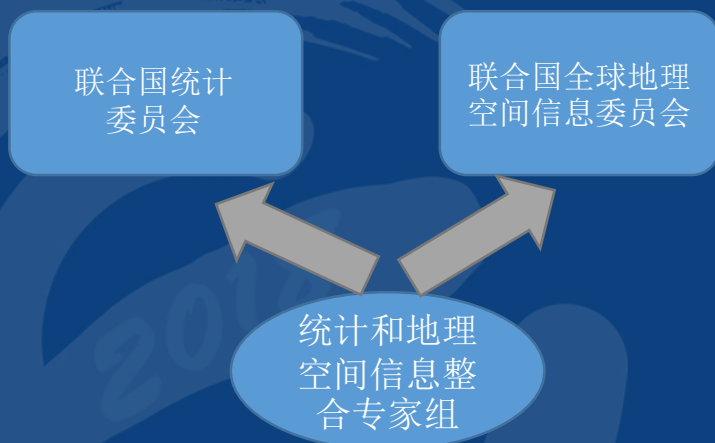 联合国统计
委员会
联合国全球地理
空间信息委员会
统计和地理
空间信息整
合专家组